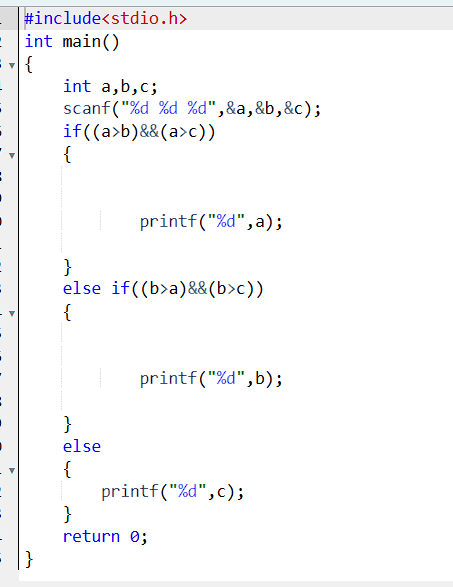 #include<stdio.h>
int main()
{
    int a,b,c;
    scanf("%d %d %d",&a,&b,&c);
    if((a>b)&&(a>c))
    {
            printf("%d",a);
    }
    else if((b>a)&&(b>c))
    {
            printf("%d",b);
    }
    else
    {
        printf("%d",c);
    }
    return 0;
}